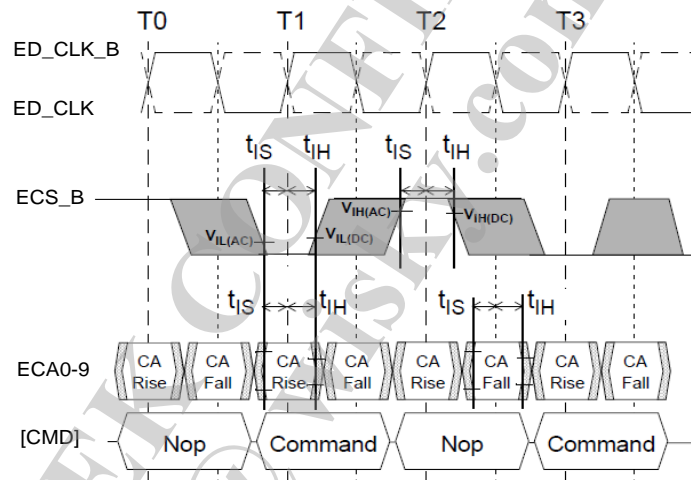 T0 T1 T2 T3
ED_CLK_B
ED_CLK
tIS tIH tIS tIH
ECS_B
VIH(AC) VIH(DC)
VIL(AC) VIL(DC)
tIS tIH tIS tIH
ECA0-9
CA Rise CA Fall CA Rise CA Fall CA Rise CA Fall CA Rise CA Fall
[CMD] Nop Command Nop Command